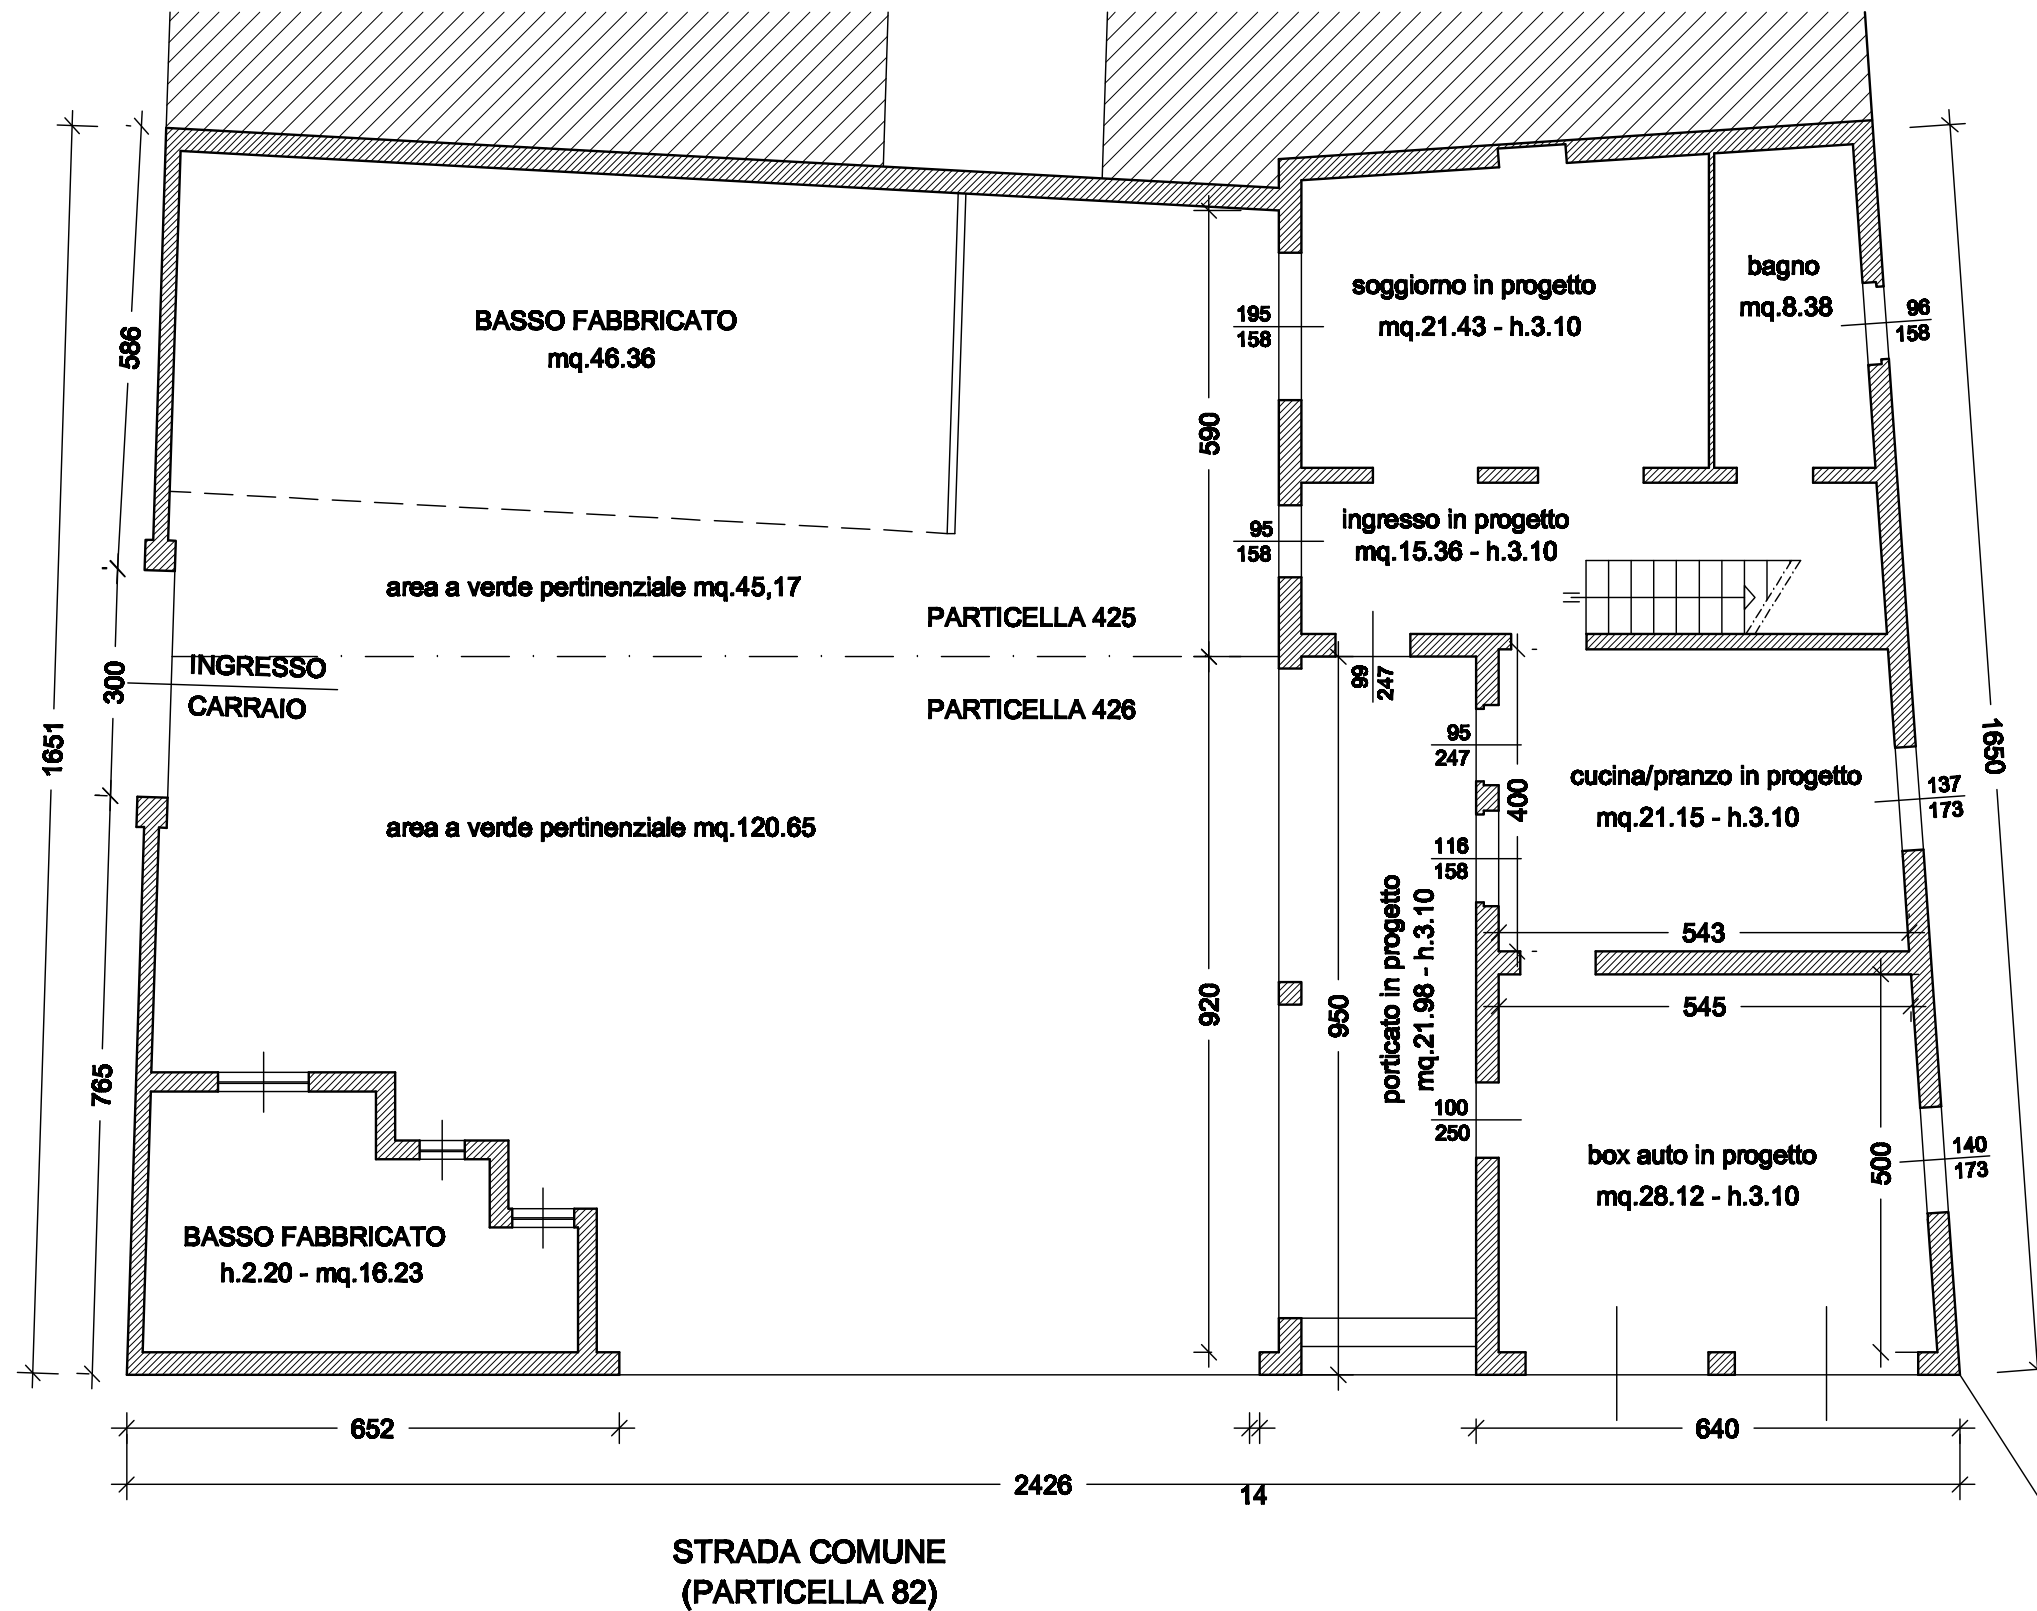 BASSO FABBRICATO
mq.46.36
586
590
195
158
soggiorno in progetto
mq.21.43 - h.3.10
bagno
mq.8.38
96
158
95
158
ingresso in progetto
mq.15.36 - h.3.10
area a verde pertinenziale mq.45,17
PARTICELLA 425
INGRESSO
CARRAIO
300
1651
PARTICELLA 426
99
247
95
247
400
1650
cucina/pranzo in progetto
mq.21.15 - h.3.10
137
173
area a verde pertinenziale mq.120.65
116
158
543
porticato in progetto
mq.21.98 - h.3.10
920
950
545
765
100
250
box auto in progetto
mq.28.12 - h.3.10
500
140
173
BASSO FABBRICATO
h.2.20 - mq.16.23
652
640
2426
14
STRADA COMUNE
(PARTICELLA 82)